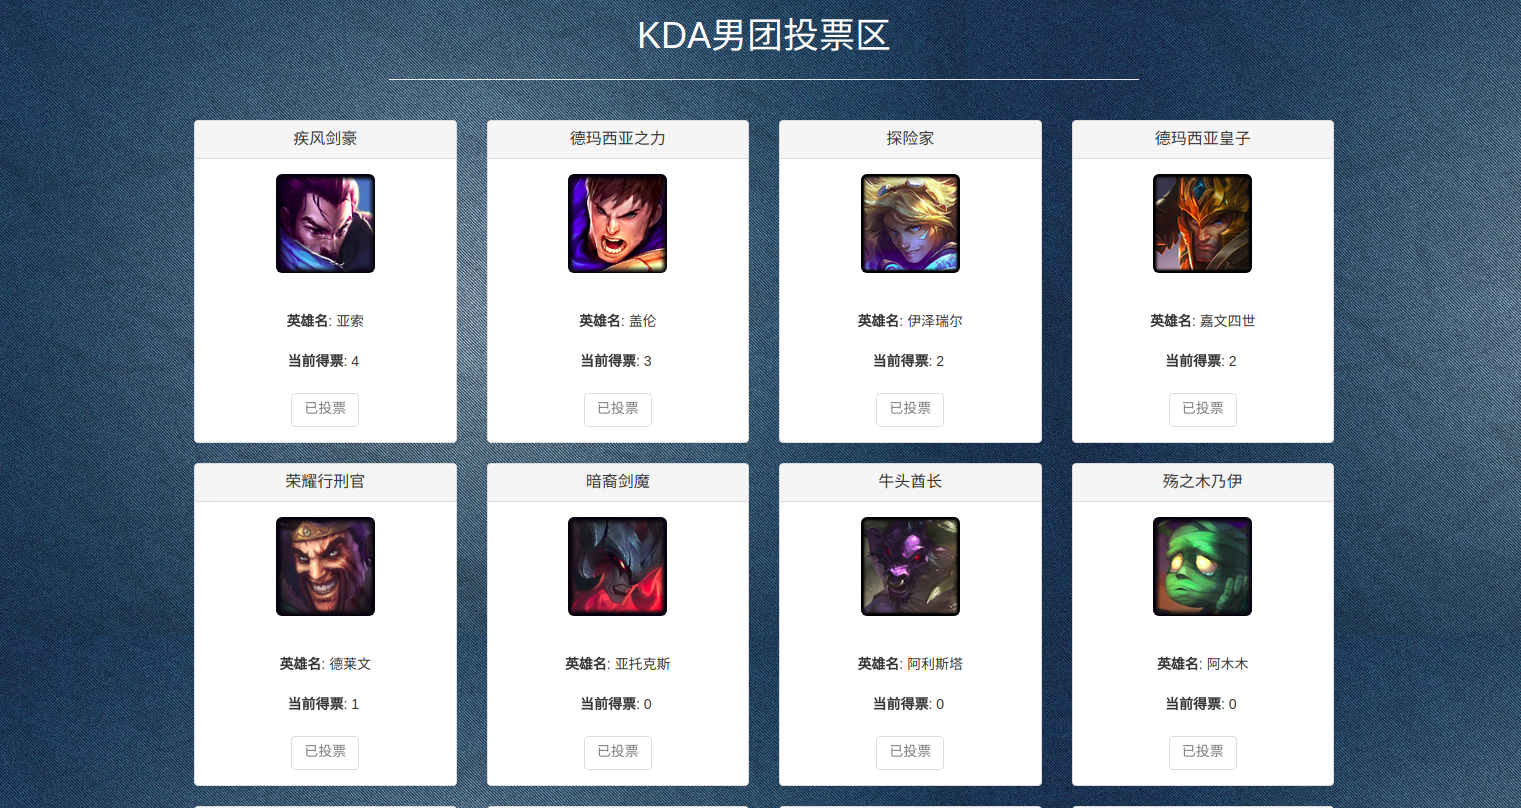 KDA男团投票区
疾风剑豪
德玛西亚之力
探险家
德玛西亚皇子
英雄名: 亚索
英雄名: 盖伦
英雄名: 伊泽瑞尔
英雄名: 嘉文四世
当前得票: 4
当前得票: 3
当前得票: 2
当前得票: 2
已投票
已投票
已投票
已投票
荣耀行刑官
暗裔剑魔
牛头酋长
殇之木乃伊
英雄名: 德莱文
英雄名: 亚托克斯
英雄名: 阿利斯塔
英雄名: 阿木木
当前得票: 1
当前得票: 0
当前得票: 0
当前得票: 0
已投票
已投票
已投票
已投票